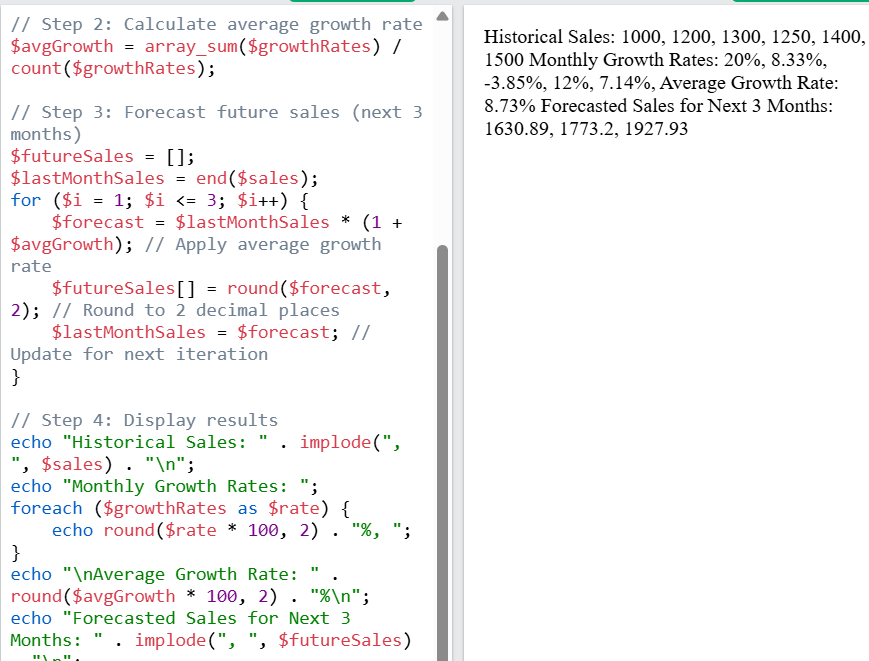 // Step 2: Calculate average growth rate
$avgGrowth = array_sum($growthRates) /
count($growthRates);
// Step 3: Forecast future sales (next 3
months)
$futureSales = [];
$lastMonthSales = end($sales);
for ($i = 1; $i <= 3; $i++) {
    $forecast = $lastMonthSales * (1 +
$avgGrowth); // Apply average growth
rate
    $futureSales[] = round($forecast,
2); // Round to 2 decimal places
    $lastMonthSales = $forecast; //
Update for next iteration
}
// Step 4: Display results
echo "Historical Sales: " . implode(",
", $sales) . "\n";
echo "Monthly Growth Rates: ";
foreach ($growthRates as $rate) {
    echo round($rate * 100, 2) . "%, ";
}
echo "\nAverage Growth Rate: " .
round($avgGrowth * 100, 2) . "%\n";
echo "Forecasted Sales for Next 3
Months: " . implode(", ", $futureSales)
. "\n";
Historical Sales: 1000, 1200, 1300, 1250, 1400,
1500 Monthly Growth Rates: 20%, 8.33%,
-3.85%, 12%, 7.14%, Average Growth Rate:
8.73% Forecasted Sales for Next 3 Months:
1630.89, 1773.2, 1927.93